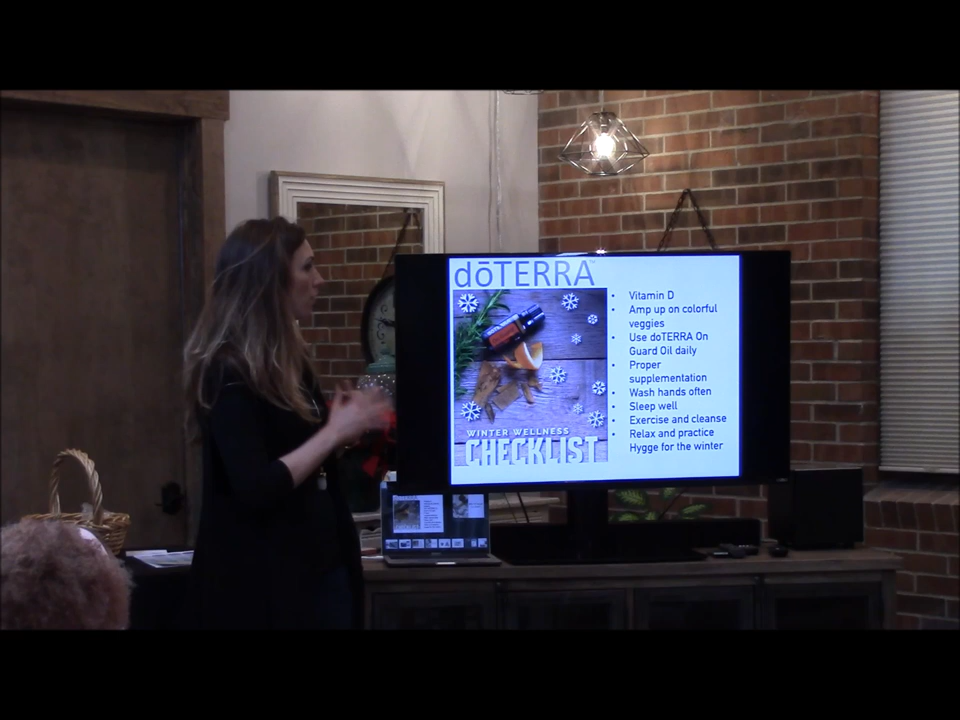 dōTERRA
• Vitamin D
• Amp up on colorful
veggies
• Use doTERRA On
Guard Oil daily
• Proper
supplementation
• Wash hands often
• Sleep well
• Exercise and cleanse
• Relax and practice
Hygge for the winter
WINTER WELLNESS
CHECKLIST